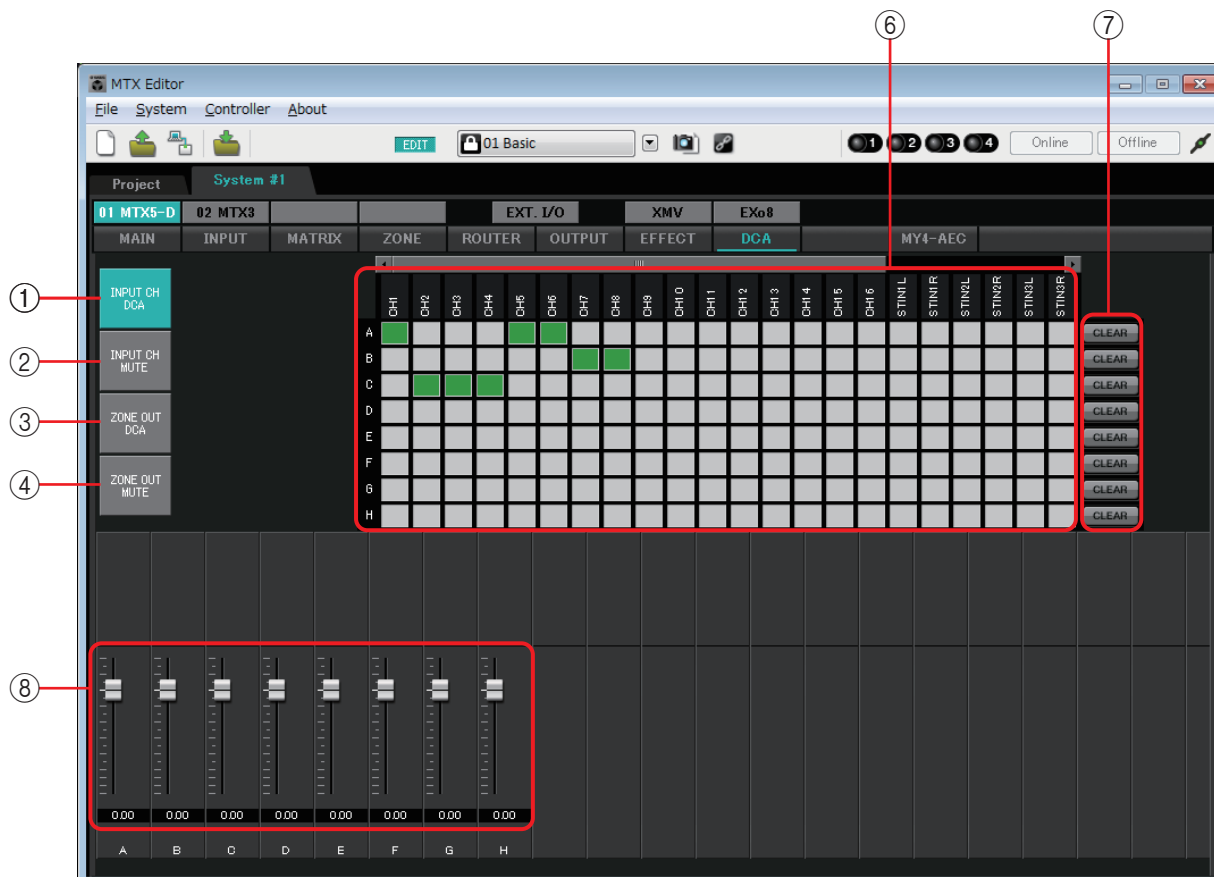 ⑥ ⑦
MTX Editor
File System Controller About
EDIT 01 Basic 1 2 3 4 Online Offline
Project System #1
01 MTX5-D 02 MTX3 EXT. I/O XMV EXo8
MAIN INPUT MATRIX ZONE ROUTER OUTPUT EFFECT DCA MY4-AEC
① INPUT CH
DCA
② INPUT CH
MUTE
③ ZONE OUT
DCA
④ ZONE OUT
MUTE
CH1 CH2 CH3 CH4 CH5 CH6 CH7 CH8 CH9 CH10 CH11 CH12 CH13 CH14 CH15 CH16 STIN1L STIN1R STIN2L STIN2R STIN3L STIN3R
A CLEAR
B CLEAR
C CLEAR
D CLEAR
E CLEAR
F CLEAR
G CLEAR
H CLEAR
⑧
0.00 0.00 0.00 0.00 0.00 0.00 0.00 0.00
A B C D E F G H